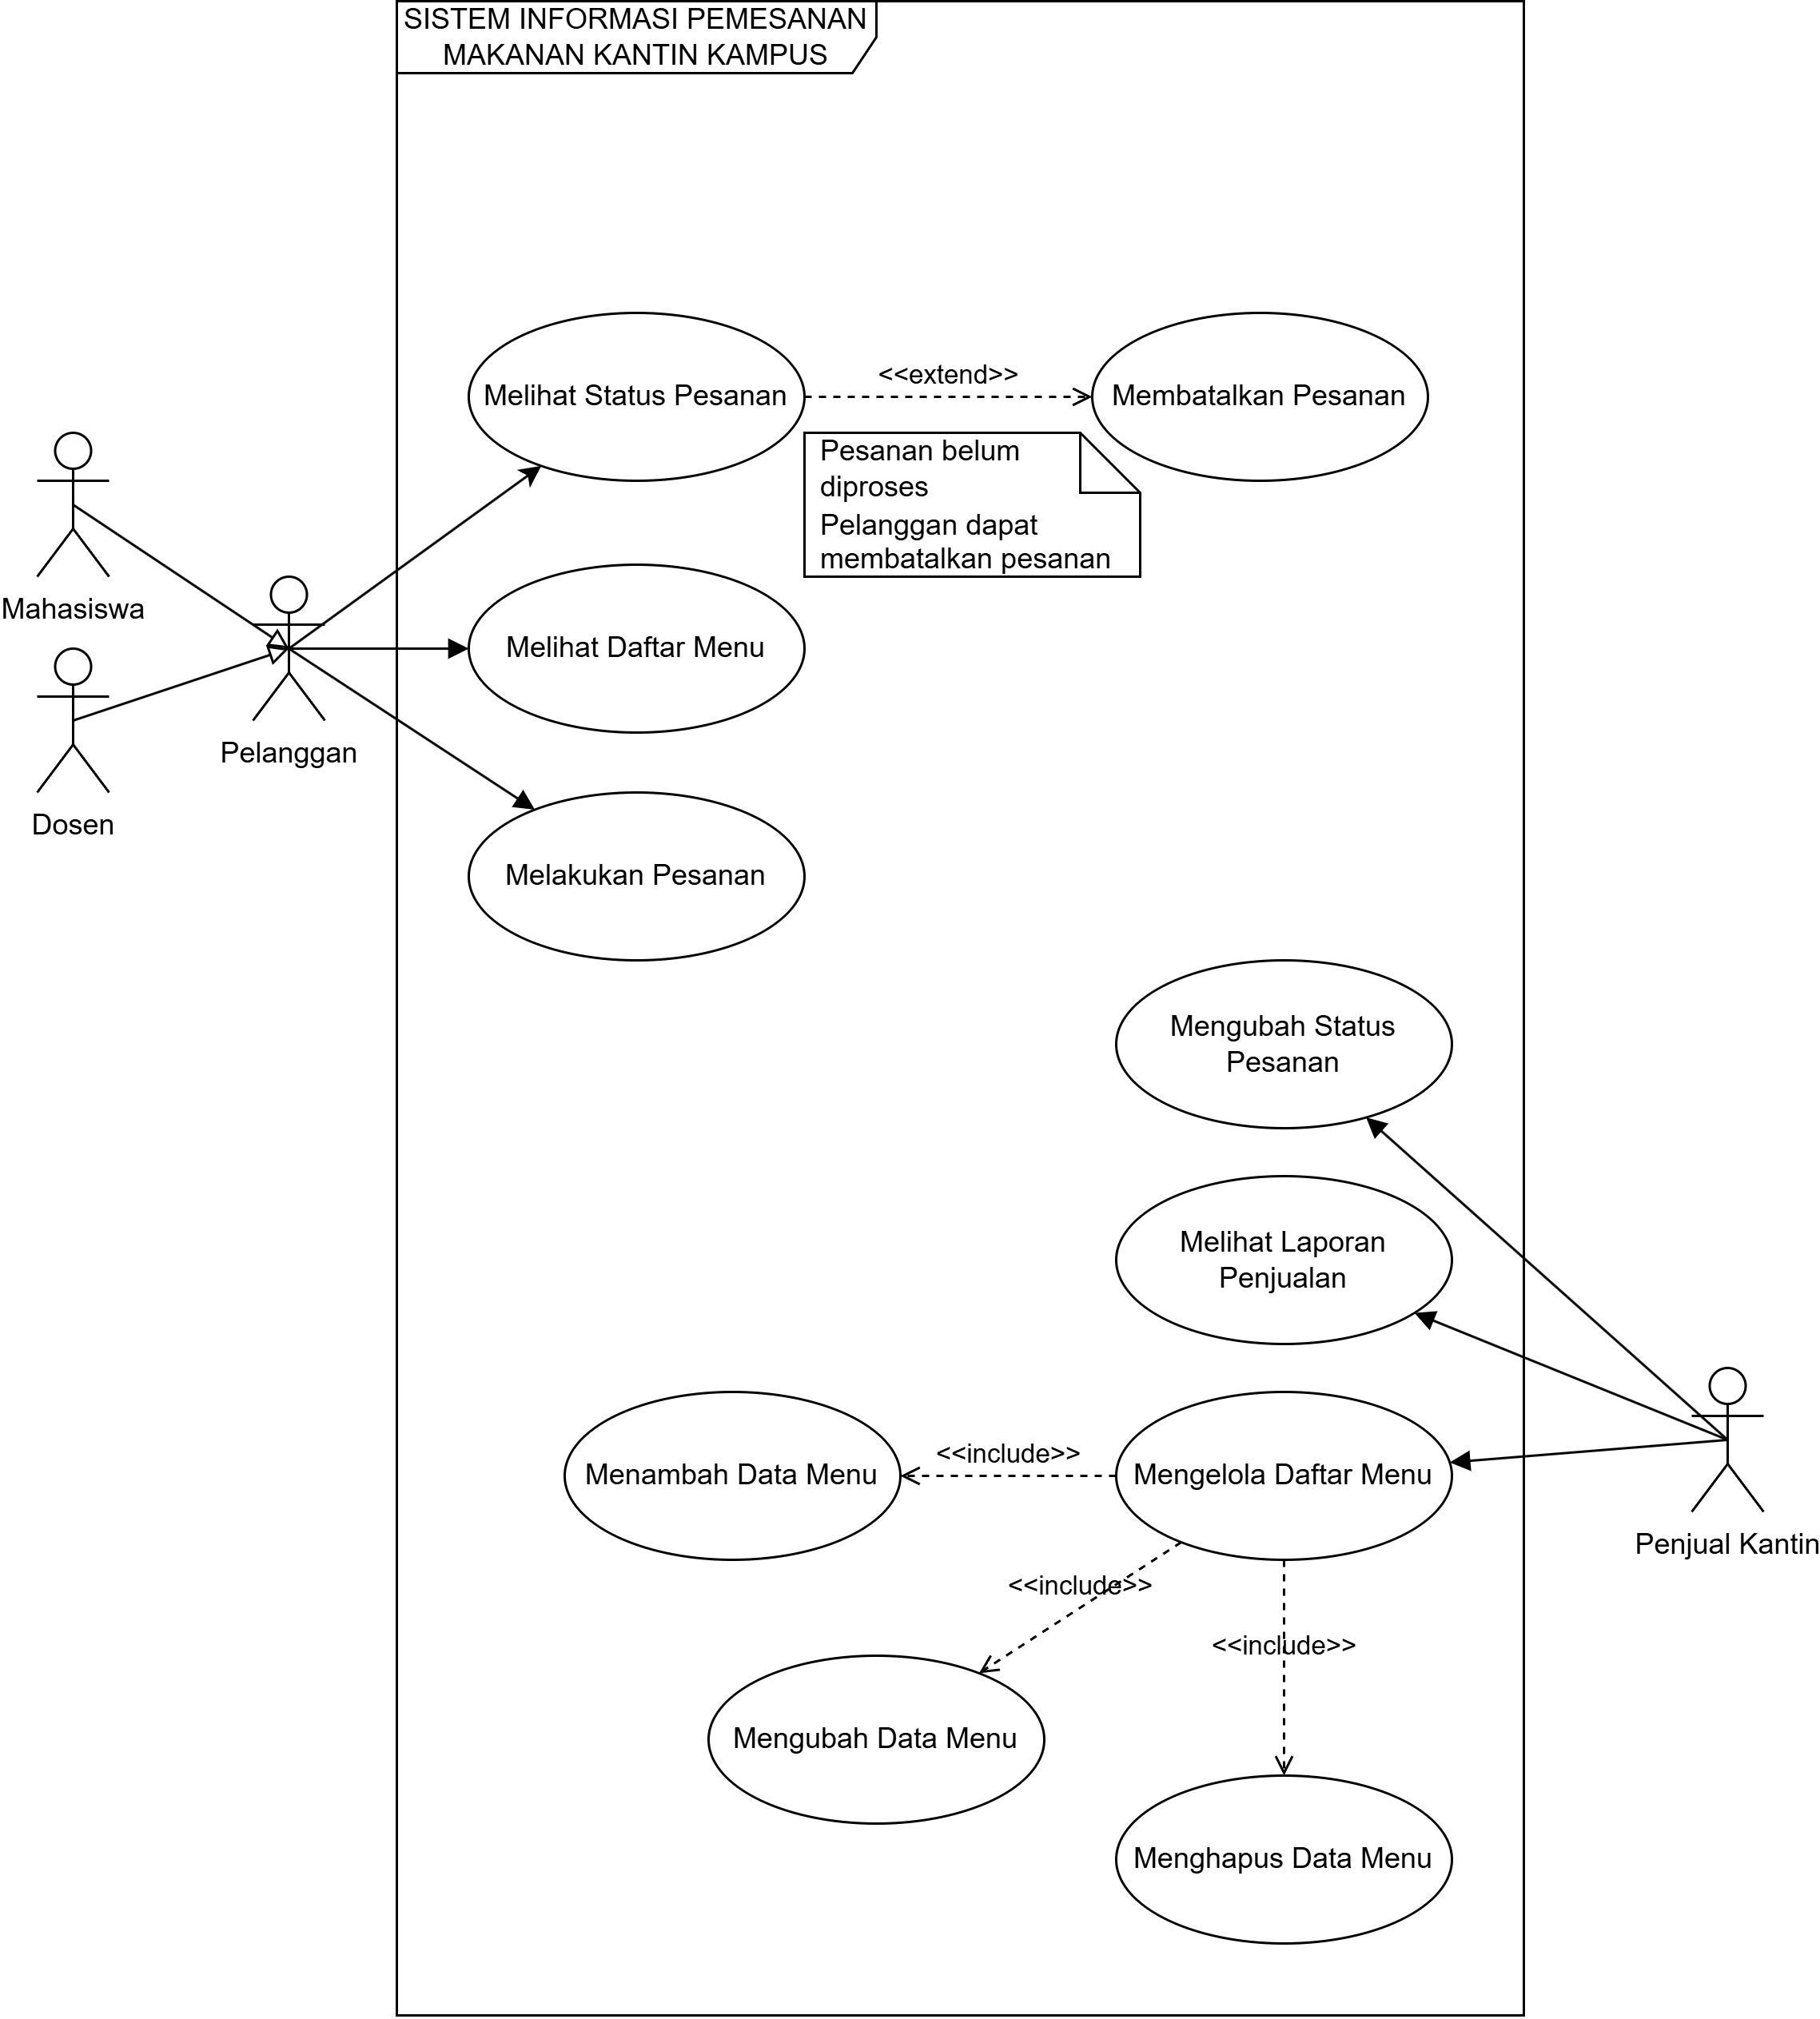 SISTEM INFORMASI PEMESANAN
MAKANAN KANTIN KAMPUS
Melihat Status Pesanan
<<extend>>
Membatalkan Pesanan
Pesanan belum
diproses
Pelanggan dapat
membatalkan pesanan
Mahasiswa
Melihat Daftar Menu
Pelanggan
Dosen
Melakukan Pesanan
Mengubah Status
Pesanan
Melihat Laporan
Penjualan
Menambah Data Menu
<<include>>
Mengelola Daftar Menu
Penjual Kantin
<<include>>
<<include>>
Mengubah Data Menu
Menghapus Data Menu